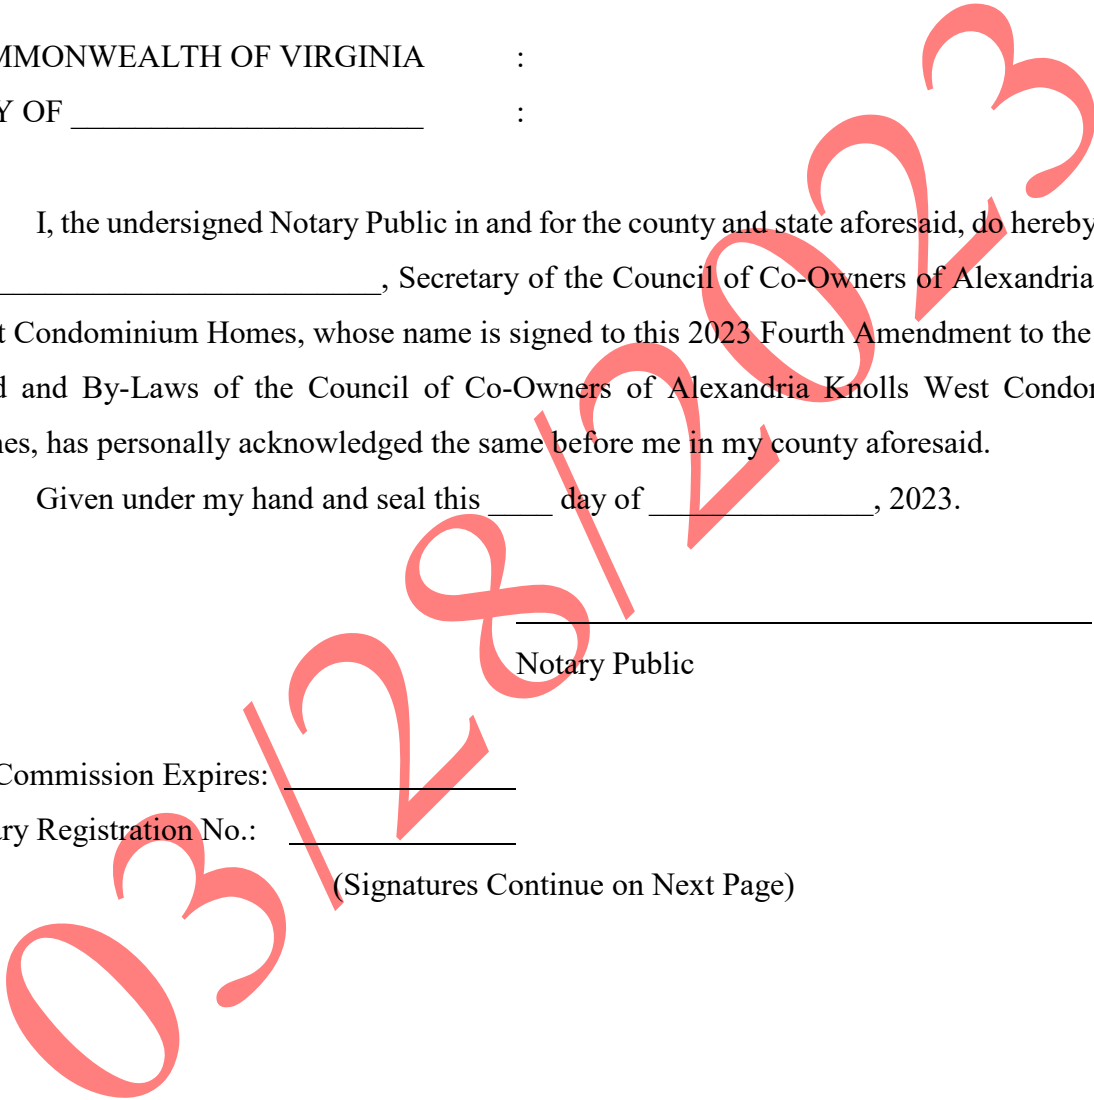 MMONWEALTH OF VIRGINIA :
Y OF ______________________ :
I, the undersigned Notary Public in and for the county and state aforesaid, do hereby
________________________, Secretary of the Council of Co-Owners of Alexandria
t Condominium Homes, whose name is signed to this 2023 Fourth Amendment to the
d and By-Laws of the Council of Co-Owners of Alexandria Knolls West Condor
nes, has personally acknowledged the same before me in my county aforesaid.
Given under my hand and seal this ____ day of ______________, 2023.
Notary Public
Commission Expires: ______________
ary Registration No.: ______________
(Signatures Continue on Next Page)
03/28/2023